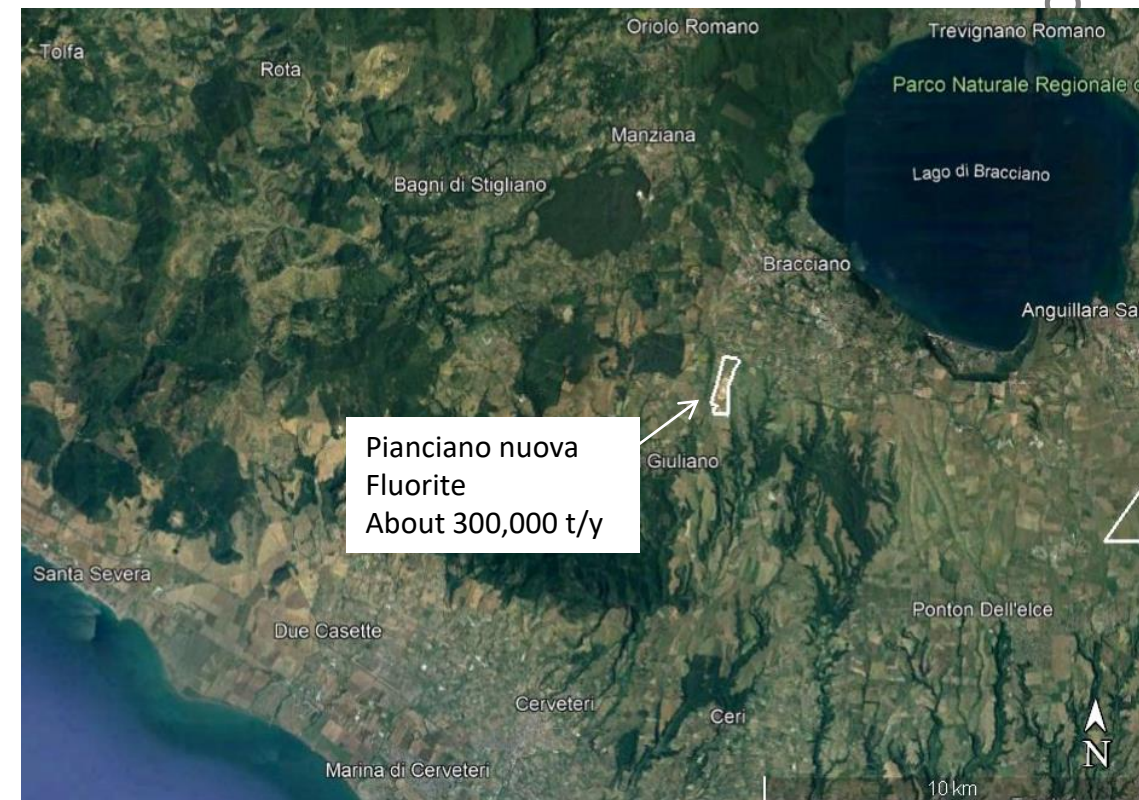 Oriolo Romano
Trevignano Romano
Tolfa
Rota
Parco Naturale Regionale
Manziana
Lago di Bracciano
Bagni di Stigliano
Bracciano
Anguillara Sa
Pianciano nuova
Fluorite
About 300,000 t/y
Giuliano
Santa Severa
Ponton Dell'elce
Due Casette
Cerveteri
Ceri
N
Marina di Cerveteri
10 km